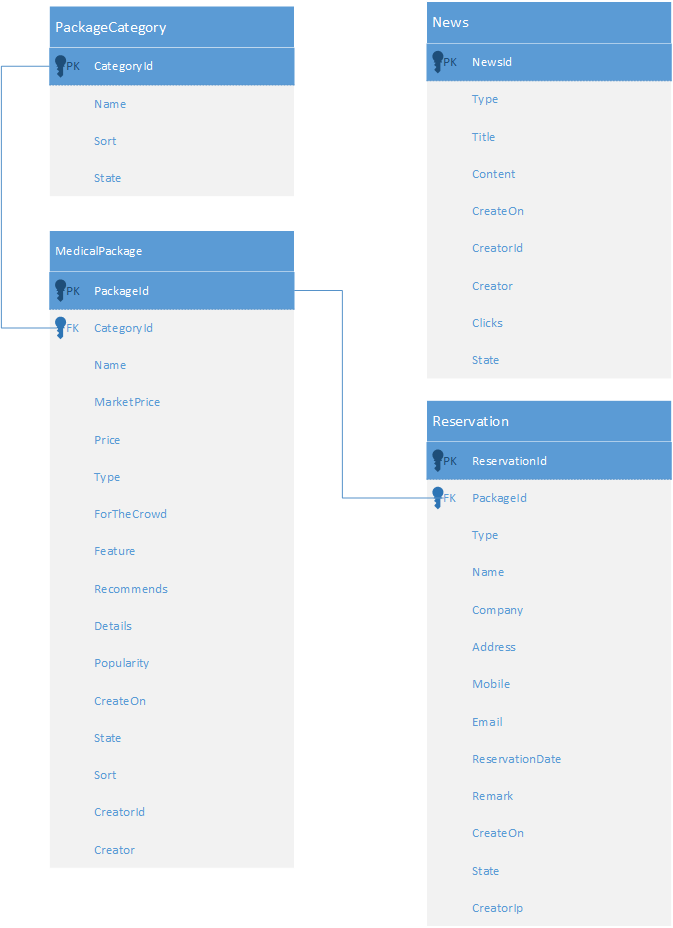 PackageCategory
PK CategoryId
Name
Sort
State
MedicalPackage
PK PackageId
FK CategoryId
Name
MarketPrice
Price
Type
ForTheCrowd
Feature
Recommends
Details
Popularity
CreateOn
State
Sort
CreatorId
Creator
News
PK NewsId
Type
Title
Content
CreateOn
CreatorId
Creator
Clicks
State
Reservation
PK ReservationId
FK PackageId
Type
Name
Company
Address
Mobile
Email
ReservationDate
Remark
CreateOn
State
CreatorIp